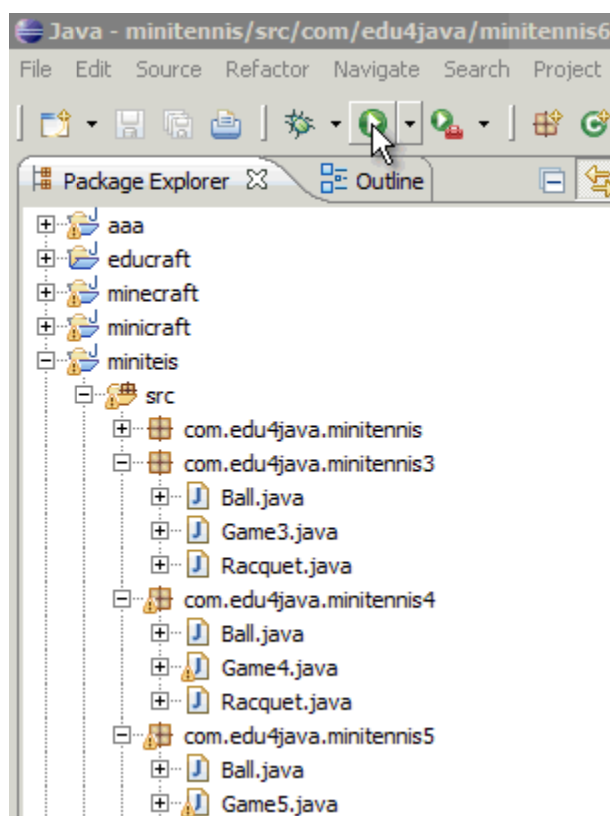 Java - minitennis/src/com/edu4java/minitennis6
File Edit Source Refactor Navigate Search Project
Package Explorer Outline
aaa
educraft
minecraft
minicraft
miniteis
src
com.edu4java.minitennis
com.edu4java.minitennis3
Ball.java
Game3.java
Racquet.java
com.edu4java.minitennis4
Ball.java
Game4.java
Racquet.java
com.edu4java.minitennis5
Ball.java
Game5.java